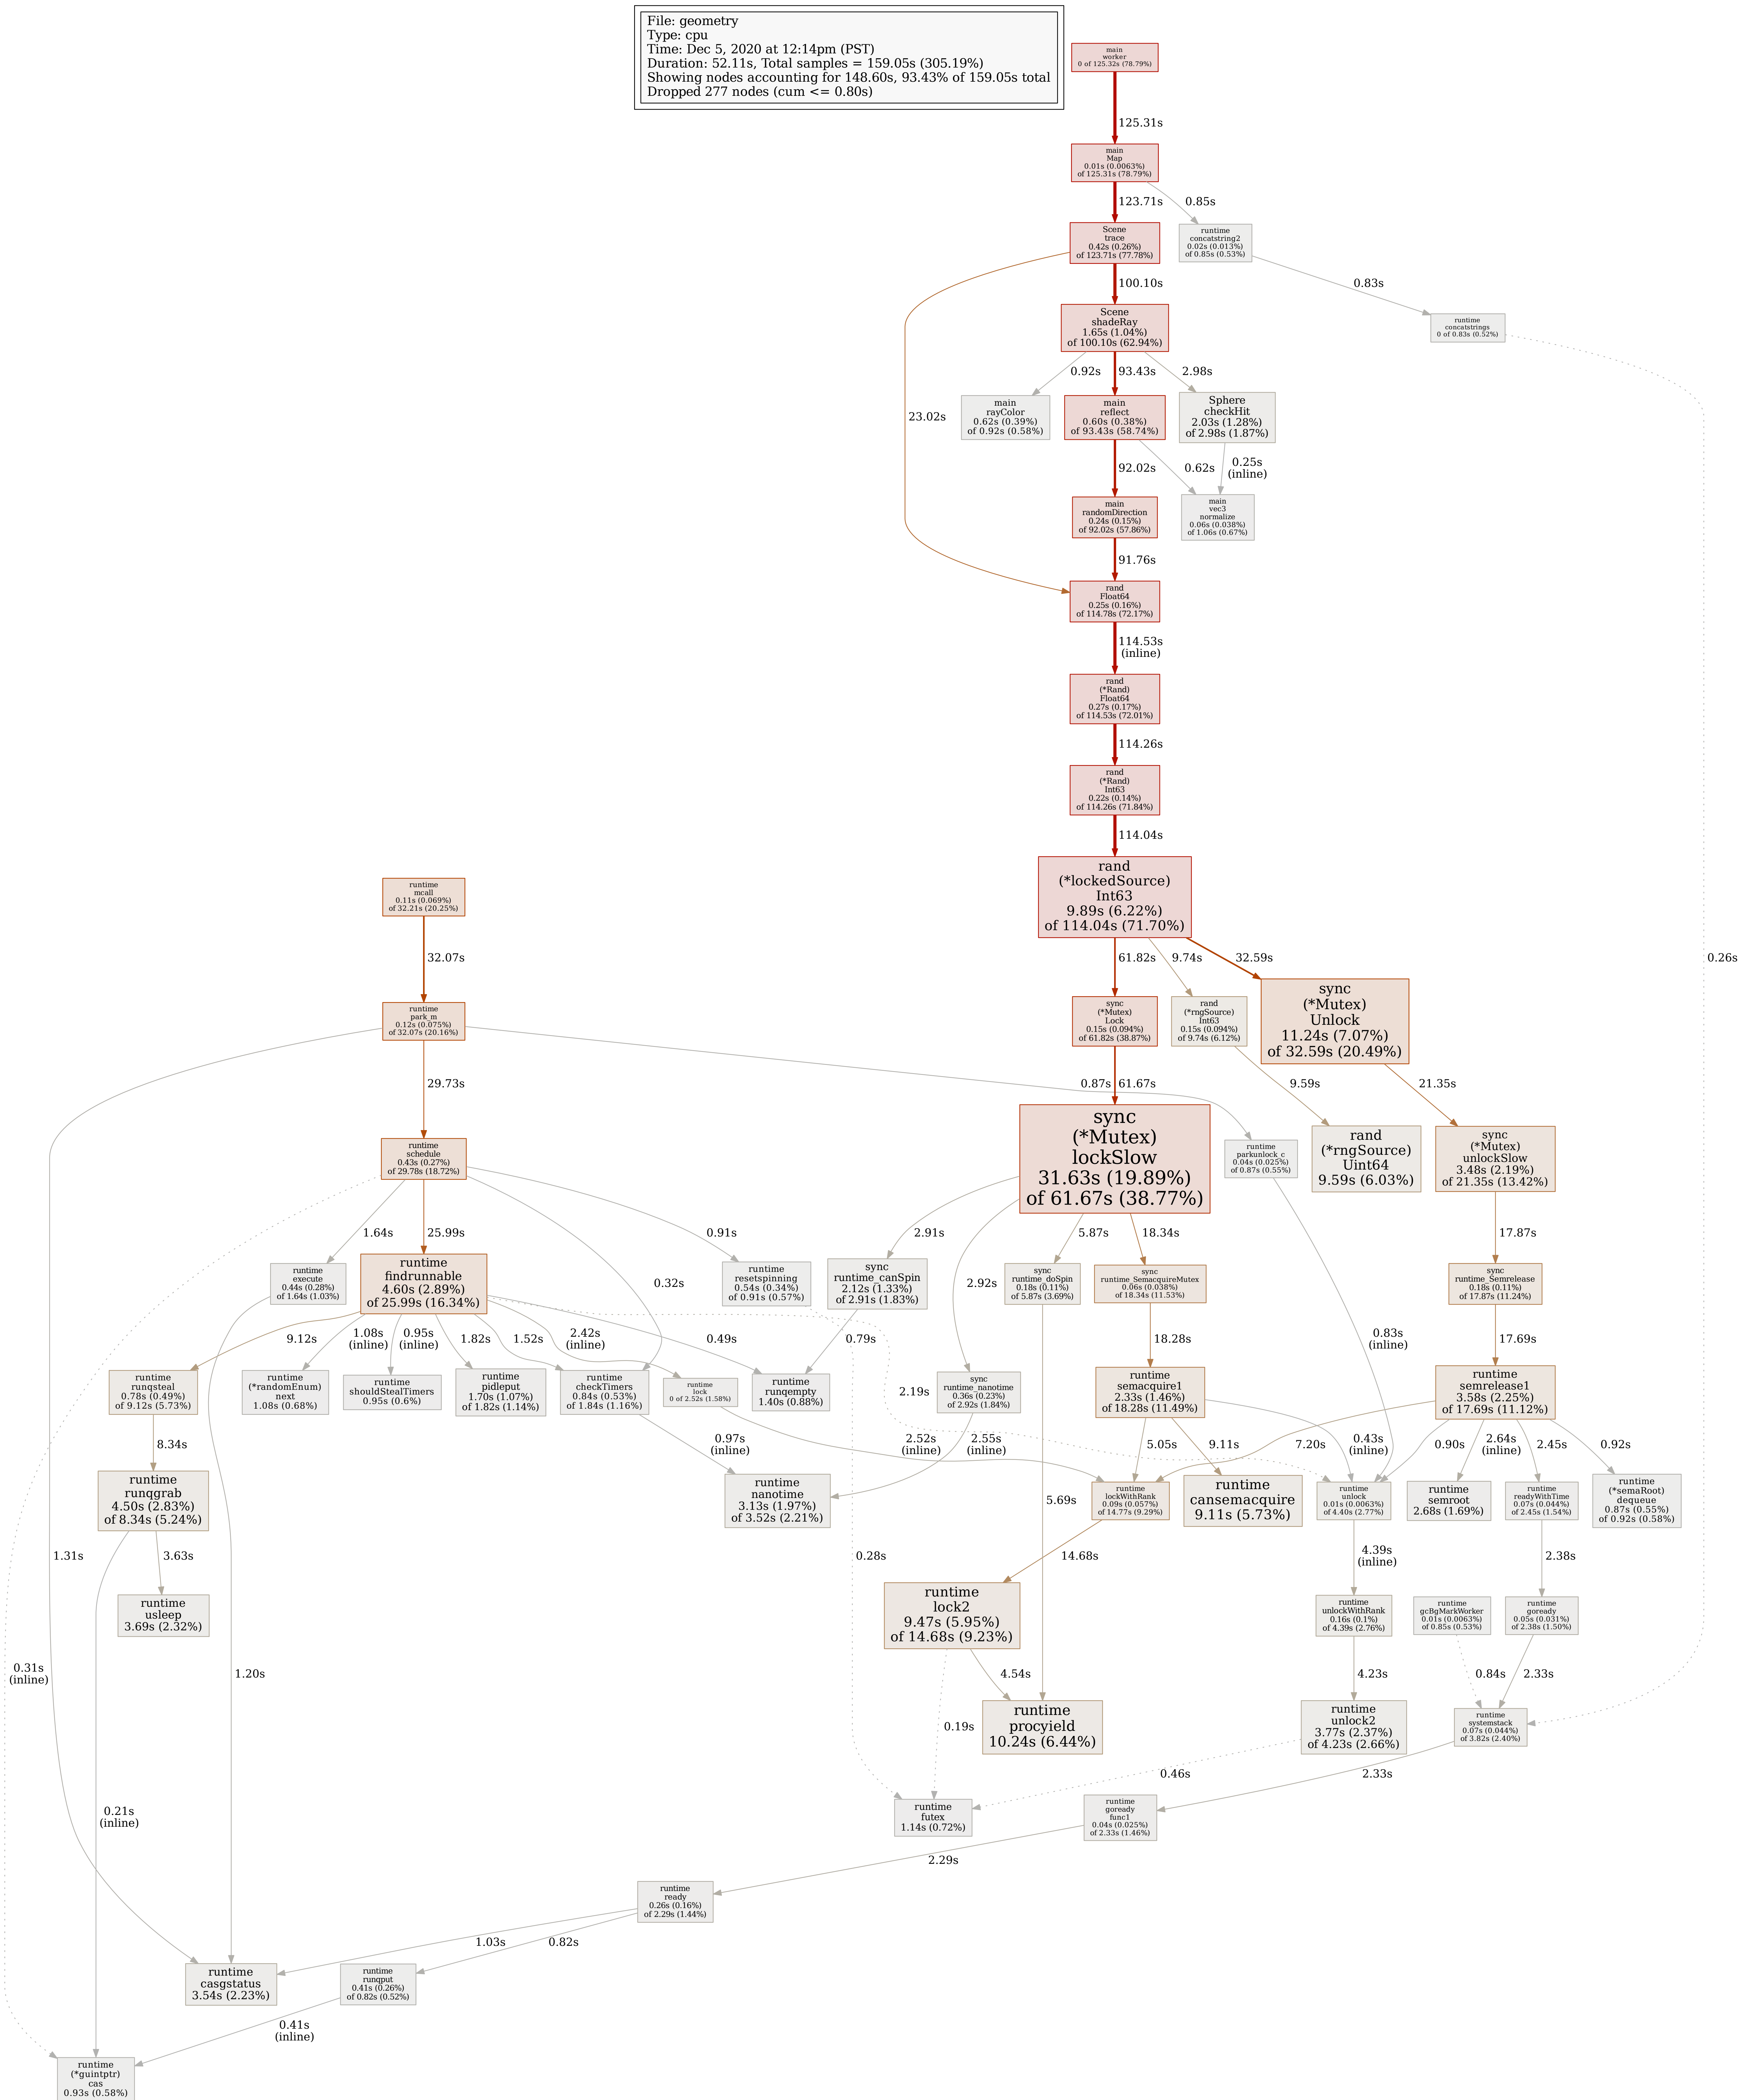 File: geometry
Type: cpu
Time: Dec 5, 2020 at 12:14pm (PST)
Duration: 52.11s, Total samples = 159.05s (305.19%)
Showing nodes accounting for 148.60s, 93.43% of 159.05s total
Dropped 277 nodes (cum <= 0.80s)
main
worker
0 of 125.32s (78.79%)
125.31s
main
Map
0.01s (0.0063%)
of 125.31s (78.79%)
123.71s
0.85s
Scene
trace
0.42s (0.26%)
of 123.71s (77.78%)
runtime
concatstring2
0.02s (0.013%)
of 0.85s (0.53%)
100.10s
0.83s
Scene
shadeRay
1.65s (1.04%)
of 100.10s (62.94%)
runtime
concatstrings
0 of 0.83s (0.52%)
0.92s
93.43s
2.98s
23.02s
main
rayColor
0.62s (0.39%)
of 0.92s (0.58%)
main
reflect
0.60s (0.38%)
of 93.43s (58.74%)
Sphere
checkHit
2.03s (1.28%)
of 2.98s (1.87%)
92.02s
0.62s
0.25s
(inline)
main
randomDirection
0.24s (0.15%)
of 92.02s (57.86%)
main
vec3
normalize
0.06s (0.038%)
of 1.06s (0.67%)
91.76s
rand
Float64
0.25s (0.16%)
of 114.78s (72.17%)
114.53s
(inline)
rand
(*Rand)
Float64
0.27s (0.17%)
of 114.53s (72.01%)
114.26s
rand
(*Rand)
Int63
0.22s (0.14%)
of 114.26s (71.84%)
114.04s
rand
(*lockedSource)
Int63
9.89s (6.22%)
of 114.04s (71.70%)
runtime
mcall
0.11s (0.069%)
of 32.21s (20.25%)
32.07s
61.82s
9.74s
32.59s
0.26s
runtime
park_m
0.12s (0.075%)
of 32.07s (20.16%)
sync
(*Mutex)
Lock
0.15s (0.094%)
of 61.82s (38.87%)
rand
(*rngSource)
Int63
0.15s (0.094%)
of 9.74s (6.12%)
sync
(*Mutex)
Unlock
11.24s (7.07%)
of 32.59s (20.49%)
29.73s
0.87s
61.67s
9.59s
21.35s
runtime
schedule
0.43s (0.27%)
of 29.78s (18.72%)
sync
(*Mutex)
lockSlow
31.63s (19.89%)
of 61.67s (38.77%)
runtime
parkunlock_c
0.04s (0.025%)
of 0.87s (0.55%)
rand
(*rngSource)
Uint64
9.59s (6.03%)
sync
(*Mutex)
unlockSlow
3.48s (2.19%)
of 21.35s (13.42%)
1.64s
25.99s
0.91s
2.91s
5.87s
18.34s
17.87s
runtime
execute
0.44s (0.28%)
of 1.64s (1.03%)
runtime
findrunnable
4.60s (2.89%)
of 25.99s (16.34%)
0.32s
runtime
resetspinning
0.54s (0.34%)
of 0.91s (0.57%)
sync
runtime_canSpin
2.12s (1.33%)
of 2.91s (1.83%)
2.92s
sync
runtime_doSpin
0.18s (0.11%)
of 5.87s (3.69%)
sync
runtime_SemacquireMutex
0.06s (0.038%)
of 18.34s (11.53%)
sync
runtime_Semrelease
0.18s (0.11%)
of 17.87s (11.24%)
9.12s
1.08s
(inline)
0.95s
(inline)
1.82s
1.52s
2.42s
(inline)
0.49s
0.79s
18.28s
0.83s
(inline)
17.69s
runtime
runqsteal
0.78s (0.49%)
of 9.12s (5.73%)
runtime
(*randomEnum)
next
1.08s (0.68%)
runtime
shouldStealTimers
0.95s (0.6%)
runtime
pidleput
1.70s (1.07%)
of 1.82s (1.14%)
runtime
checkTimers
0.84s (0.53%)
of 1.84s (1.16%)
runtime
lock
0 of 2.52s (1.58%)
runtime
runqempty
1.40s (0.88%)
2.19s
sync
runtime_nanotime
0.36s (0.23%)
of 2.92s (1.84%)
runtime
semacquire1
2.33s (1.46%)
of 18.28s (11.49%)
runtime
semrelease1
3.58s (2.25%)
of 17.69s (11.12%)
8.34s
0.97s
(inline)
2.52s
(inline)
2.55s
(inline)
5.05s
9.11s
7.20s
0.43s
(inline)
0.90s
2.64s
(inline)
2.45s
0.92s
runtime
runqgrab
4.50s (2.83%)
of 8.34s (5.24%)
runtime
nanotime
3.13s (1.97%)
of 3.52s (2.21%)
5.69s
runtime
lockWithRank
0.09s (0.057%)
of 14.77s (9.29%)
runtime
cansemacquire
9.11s (5.73%)
runtime
unlock
0.01s (0.0063%)
of 4.40s (2.77%)
runtime
semroot
2.68s (1.69%)
runtime
readyWithTime
0.07s (0.044%)
of 2.45s (1.54%)
runtime
(*semaRoot)
dequeue
0.87s (0.55%)
of 0.92s (0.58%)
1.31s
3.63s
0.28s
14.68s
4.39s
(inline)
2.38s
runtime
usleep
3.69s (2.32%)
runtime
lock2
9.47s (5.95%)
of 14.68s (9.23%)
runtime
unlockWithRank
0.16s (0.1%)
of 4.39s (2.76%)
runtime
gcBgMarkWorker
0.01s (0.0063%)
of 0.85s (0.53%)
runtime
goready
0.05s (0.031%)
of 2.38s (1.50%)
0.31s
(inline)
1.20s
4.54s
4.23s
0.84s
2.33s
0.19s
runtime
procyield
10.24s (6.44%)
runtime
unlock2
3.77s (2.37%)
of 4.23s (2.66%)
runtime
systemstack
0.07s (0.044%)
of 3.82s (2.40%)
0.46s
2.33s
0.21s
(inline)
runtime
futex
1.14s (0.72%)
runtime
goready
func1
0.04s (0.025%)
of 2.33s (1.46%)
2.29s
runtime
ready
0.26s (0.16%)
of 2.29s (1.44%)
1.03s
0.82s
runtime
casgstatus
3.54s (2.23%)
runtime
runqput
0.41s (0.26%)
of 0.82s (0.52%)
0.41s
(inline)
runtime
(*guintptr)
cas
0.93s (0.58%)